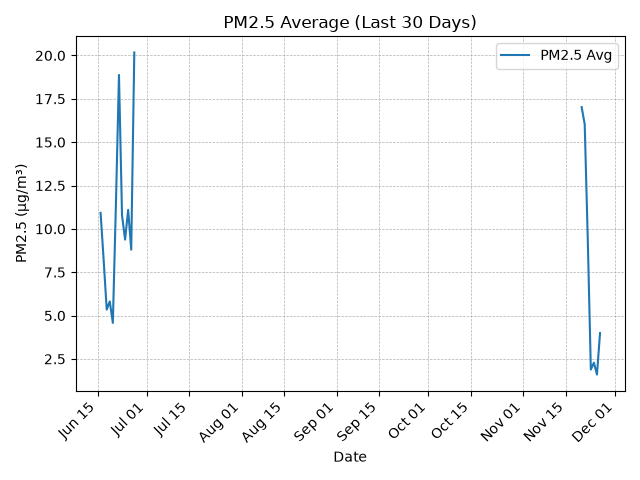 PM2.5 Average (Last 30 Days)
PM2.5 Avg
PM2.5 (µg/m³)
20.0
17.5
15.0
12.5
10.0
7.5
5.0
2.5
Jun 15
Jul 01
Jul 15
Aug 01
Aug 15
Sep 01
Sep 15
Oct 01
Oct 15
Nov 01
Nov 15
Dec 01
Date